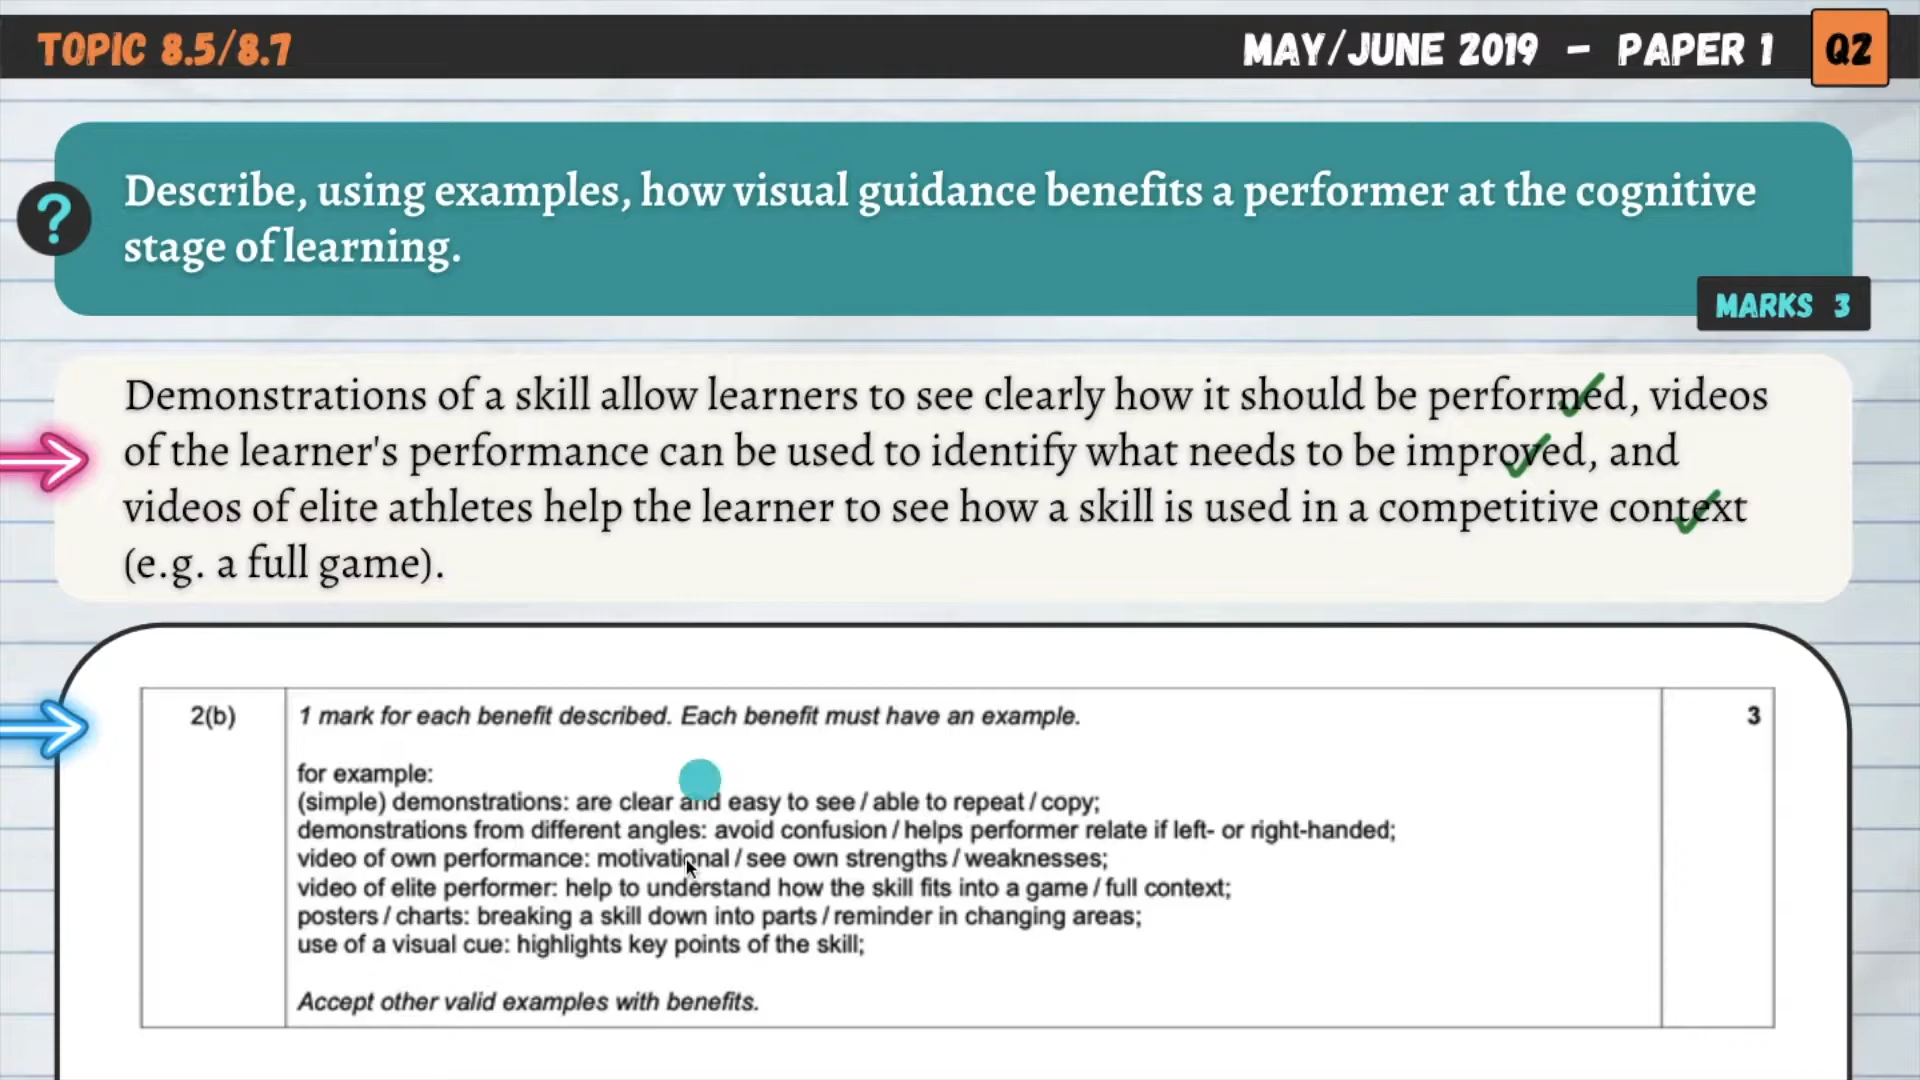 TOPIC 8.5/8.7
MAY/JUNE 2019 - PAPER 1
Q2
?
Describe, using examples, how visual guidance benefits a performer at the cognitive
stage of learning.
MARKS 3
Demonstrations of a skill allow learners to see clearly how it should be performed, videos
of the learner's performance can be used to identify what needs to be improved, and
videos of elite athletes help the learner to see how a skill is used in a competitive context
(e.g. a full game).
2(b)
1 mark for each benefit described. Each benefit must have an example.
3
for example:
(simple) demonstrations: are clear and easy to see / able to repeat / copy;
demonstrations from different angles: avoid confusion / helps performer relate if left- or right-handed;
video of own performance: motivational / see own strengths / weaknesses;
video of elite performer: help to understand how the skill fits into a game / full context;
posters / charts: breaking a skill down into parts / reminder in changing areas;
use of a visual cue: highlights key points of the skill;
Accept other valid examples with benefits.